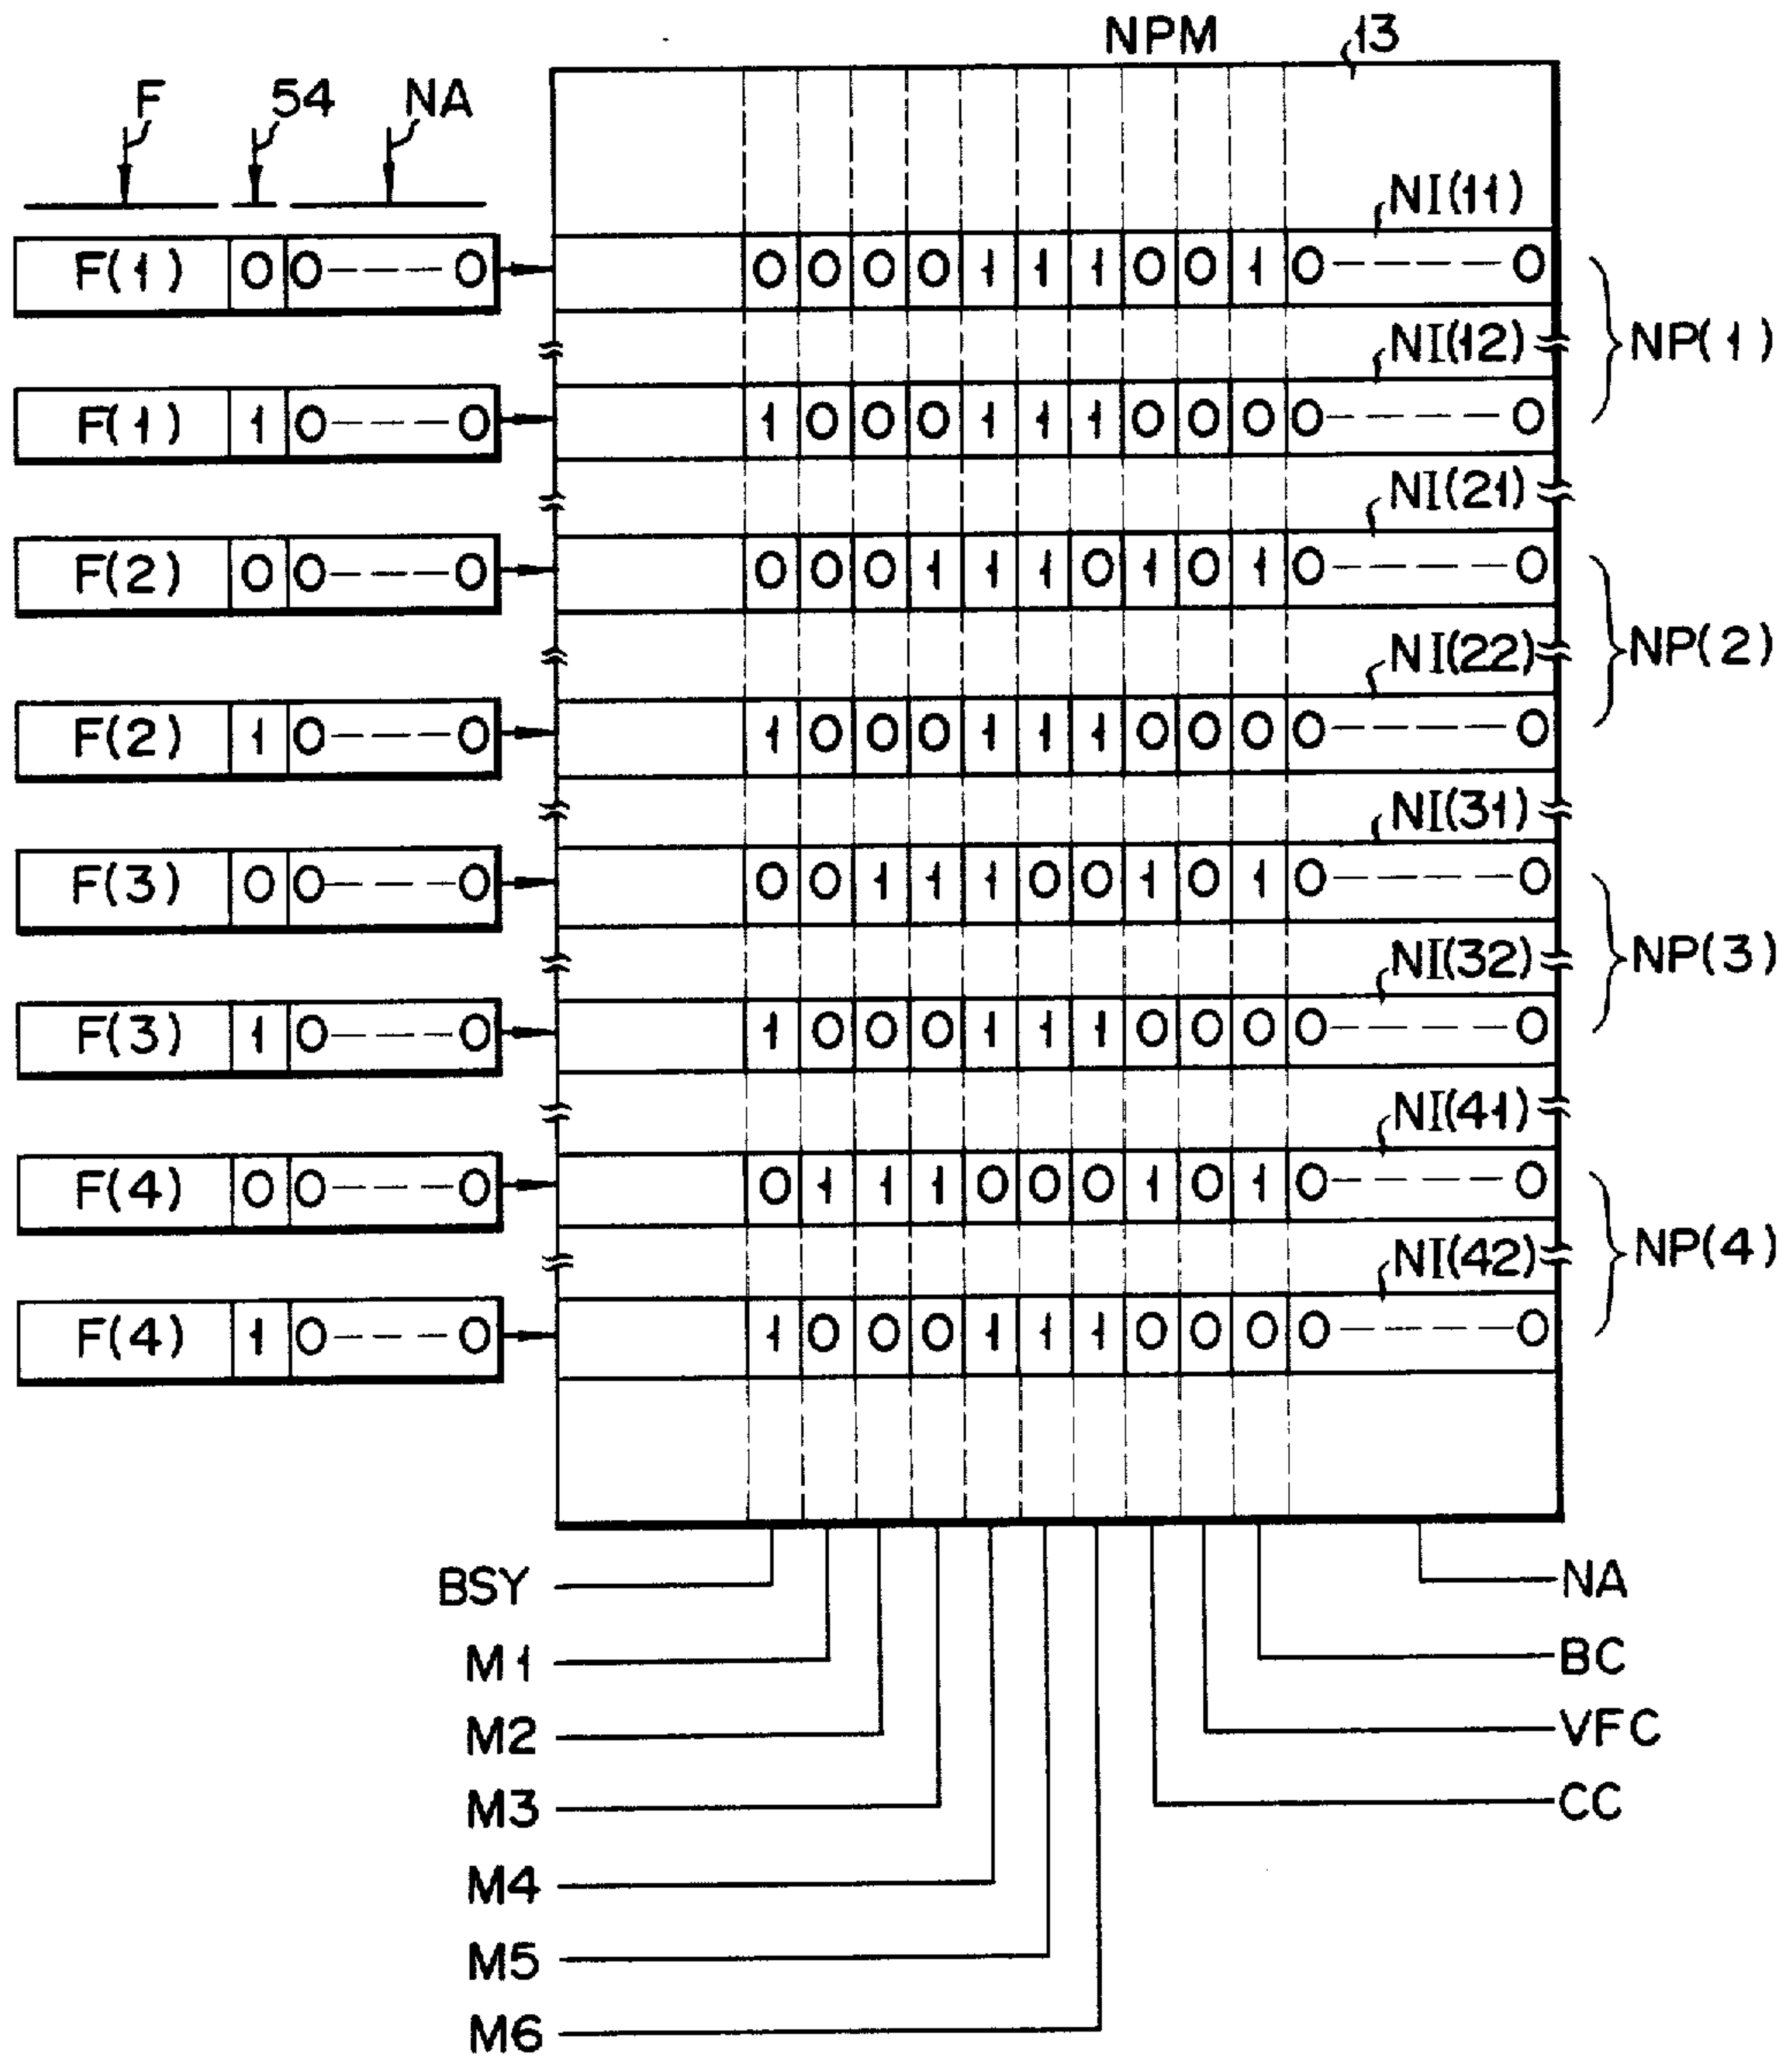 NPM 13
F 54 NA
NI(11)
F(1) 0 0----0 0 0 0 0 1 1 1 0 0 1 0-----0
NP(1)
NI(12)
F(1) 1 0----0 1 0 0 0 1 1 1 0 0 0 0-----0
NI(21)
F(2) 0 0----0 0 0 0 1 1 1 0 1 0 1 0-----0
NP(2)
NI(22)
F(2) 1 0----0 1 0 0 0 1 1 1 0 0 0 0-----0
NI(31)
F(3) 0 0----0 0 0 1 1 1 0 0 1 0 1 0-----0
NP(3)
NI(32)
F(3) 1 0----0 1 0 0 0 1 1 1 0 0 0 0-----0
NI(41)
F(4) 0 0----0 0 1 1 1 0 0 0 1 0 1 0-----0
NP(4)
NI(42)
F(4) 1 0----0 1 0 0 0 1 1 1 0 0 0 0-----0
BSY NA
M1 BC
M2 VFC
M3 CC
M4
M5
M6